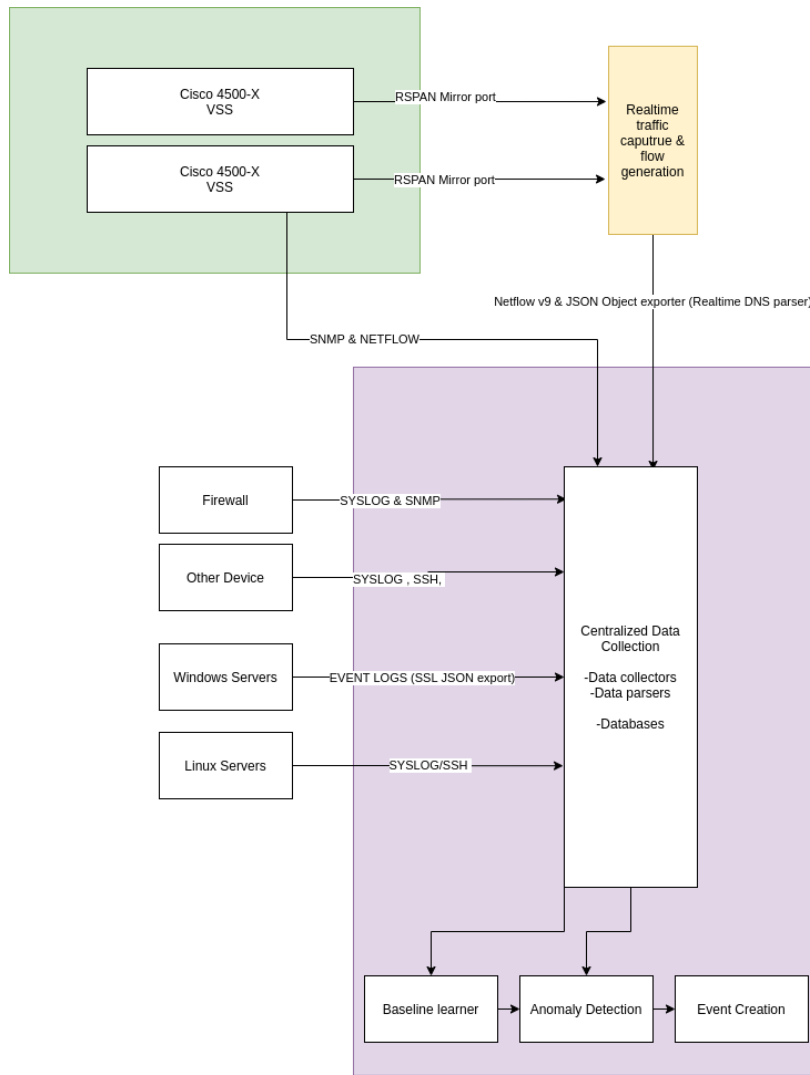 Cisco 4500-X
VSS
RSPAN Mirror port
Cisco 4500-X
VSS
RSPAN Mirror port
Realtime
traffic
caputrue &
flow
generation
Netflow v9 & JSON Object exporter (Realtime DNS parser)
SNMP & NETFLOW
Firewall
SYSLOG & SNMP
Other Device
SYSLOG , SSH,
Windows Servers
EVENT LOGS (SSL JSON export)
Linux Servers
SYSLOG/SSH
Centralized Data
Collection
-Data collectors
-Data parsers
-Databases
Baseline learner
Anomaly Detection
Event Creation